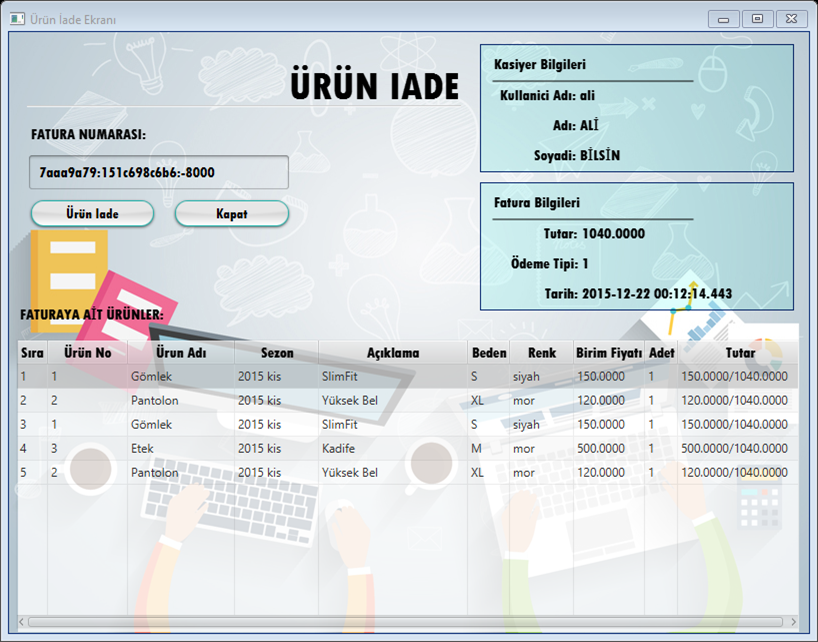 Ürün İade Ekranı
ÜRÜN IADE
FATURA NUMARASI:
7aaa9a79:151c698c6b6:-8000
Ürün İade Kapat
Kasiyer Bilgileri
Kullanici Adı: ali
Adı: ALİ
Soyadi: BİLSİN
Fatura Bilgileri
Tutar: 1040.0000
Ödeme Tipi: 1
Tarih: 2015-12-22 00:12:14.443
FATURAYA AİT ÜRÜNLER:
Sıra Ürün No Ürun Adı Sezon Açıklama Beden Renk Birim Fiyatı Adet Tutar
1 1 Gömlek 2015 kis SlimFit S siyah 150.0000 1 150.0000/1040.0000
2 2 Pantolon 2015 kis Yüksek Bel XL mor 120.0000 1 120.0000/1040.0000
3 1 Gömlek 2015 kis SlimFit S siyah 150.0000 1 150.0000/1040.0000
4 3 Etek 2015 kis Kadife M mor 500.0000 1 500.0000/1040.0000
5 2 Pantolon 2015 kis Yüksek Bel XL mor 120.0000 1 120.0000/1040.0000